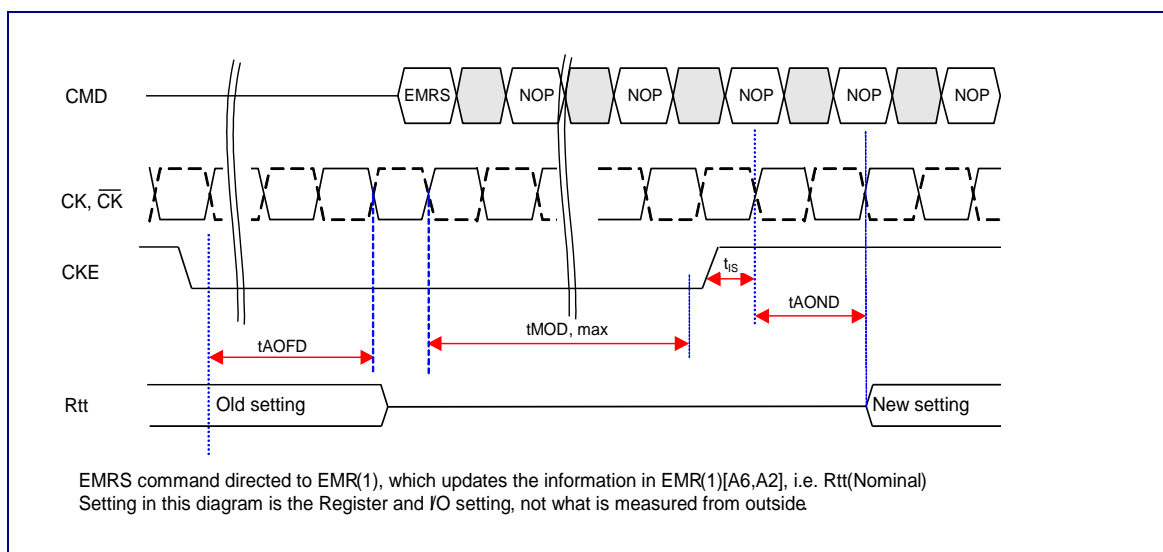 CMD
EMRS NOP NOP NOP NOP NOP
CK, C̅K̅
CKE
tIS
tAOND
tMOD, max
tAOFD
Rtt
Old setting
New setting
EMRS command directed to EMR(1), which updates the information in EMR(1)[A6,A2], i.e. Rtt(Nominal)
Setting in this diagram is the Register and I/O setting, not what is measured from outside.